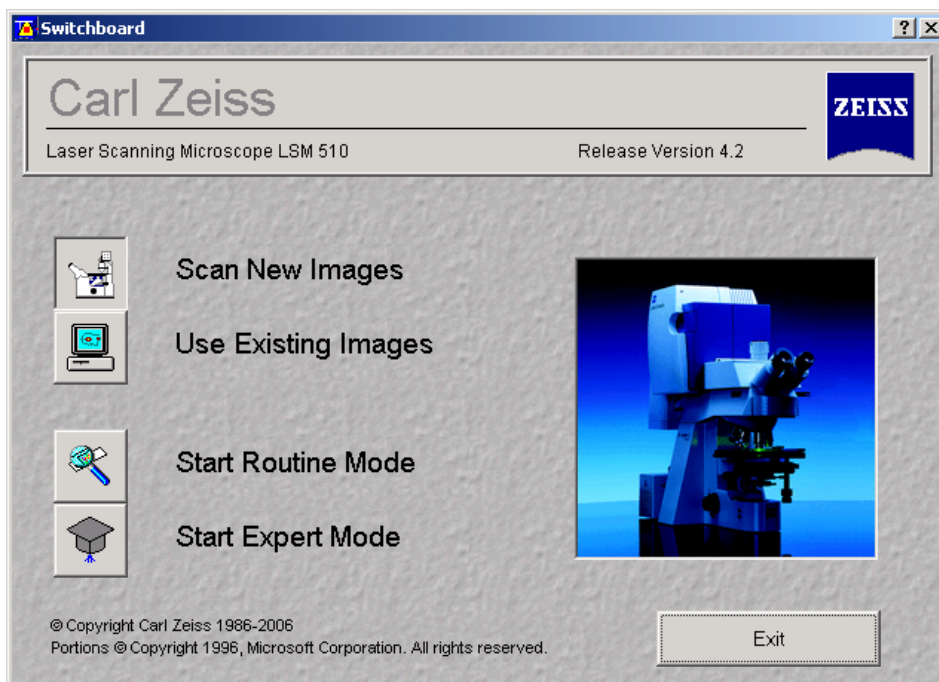 Switchboard
Carl Zeiss
ZEISS
Laser Scanning Microscope LSM 510 Release Version 4.2
Scan New Images
Use Existing Images
Start Routine Mode
Start Expert Mode
© Copyright Carl Zeiss 1986-2006
Portions © Copyright 1996, Microsoft Corporation. All rights reserved.
Exit